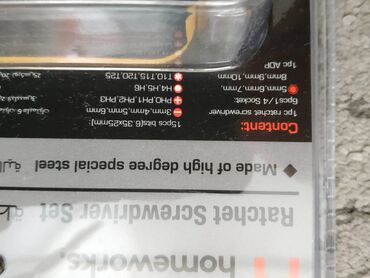 homeworks.
Ratchet Screwdriver Set
◆ Made of high degree special steel
Content:
1pc ratchet screwdriver
6pcs1/4 Socket:
5mm,6mm,7mm,
8mm,9mm,10mm
1pc ADP
15pcs bits(6.35x25mm):
3mm,4mm,5mm,6mm
PH0,PH1,PH2,PH3
H4,H5,H6
T10,T15,T20,T25